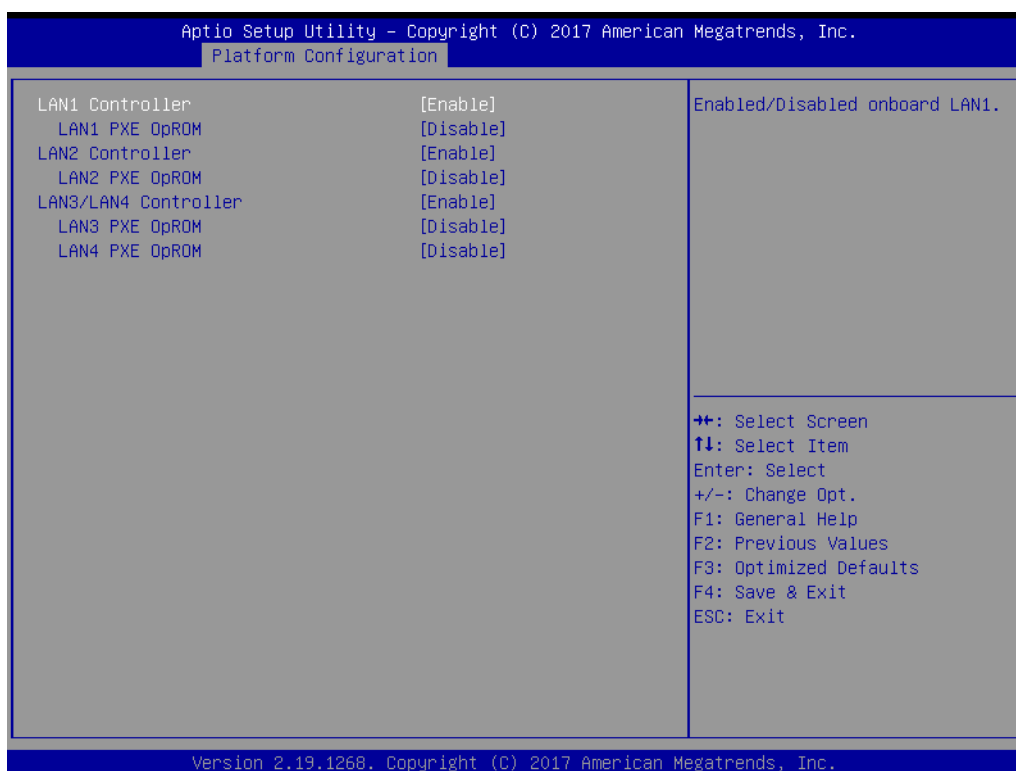 Aptio Setup Utility – Copyright (C) 2017 American Megatrends, Inc.
Platform Configuration
LAN1 Controller [Enable]
LAN1 PXE OpROM [Disable]
LAN2 Controller [Enable]
LAN2 PXE OpROM [Disable]
LAN3/LAN4 Controller [Enable]
LAN3 PXE OpROM [Disable]
LAN4 PXE OpROM [Disable]
Enabled/Disabled onboard LAN1.
→←: Select Screen
↑↓: Select Item
Enter: Select
+/-: Change Opt.
F1: General Help
F2: Previous Values
F3: Optimized Defaults
F4: Save & Exit
ESC: Exit
Version 2.19.1268. Copyright (C) 2017 American Megatrends, Inc.